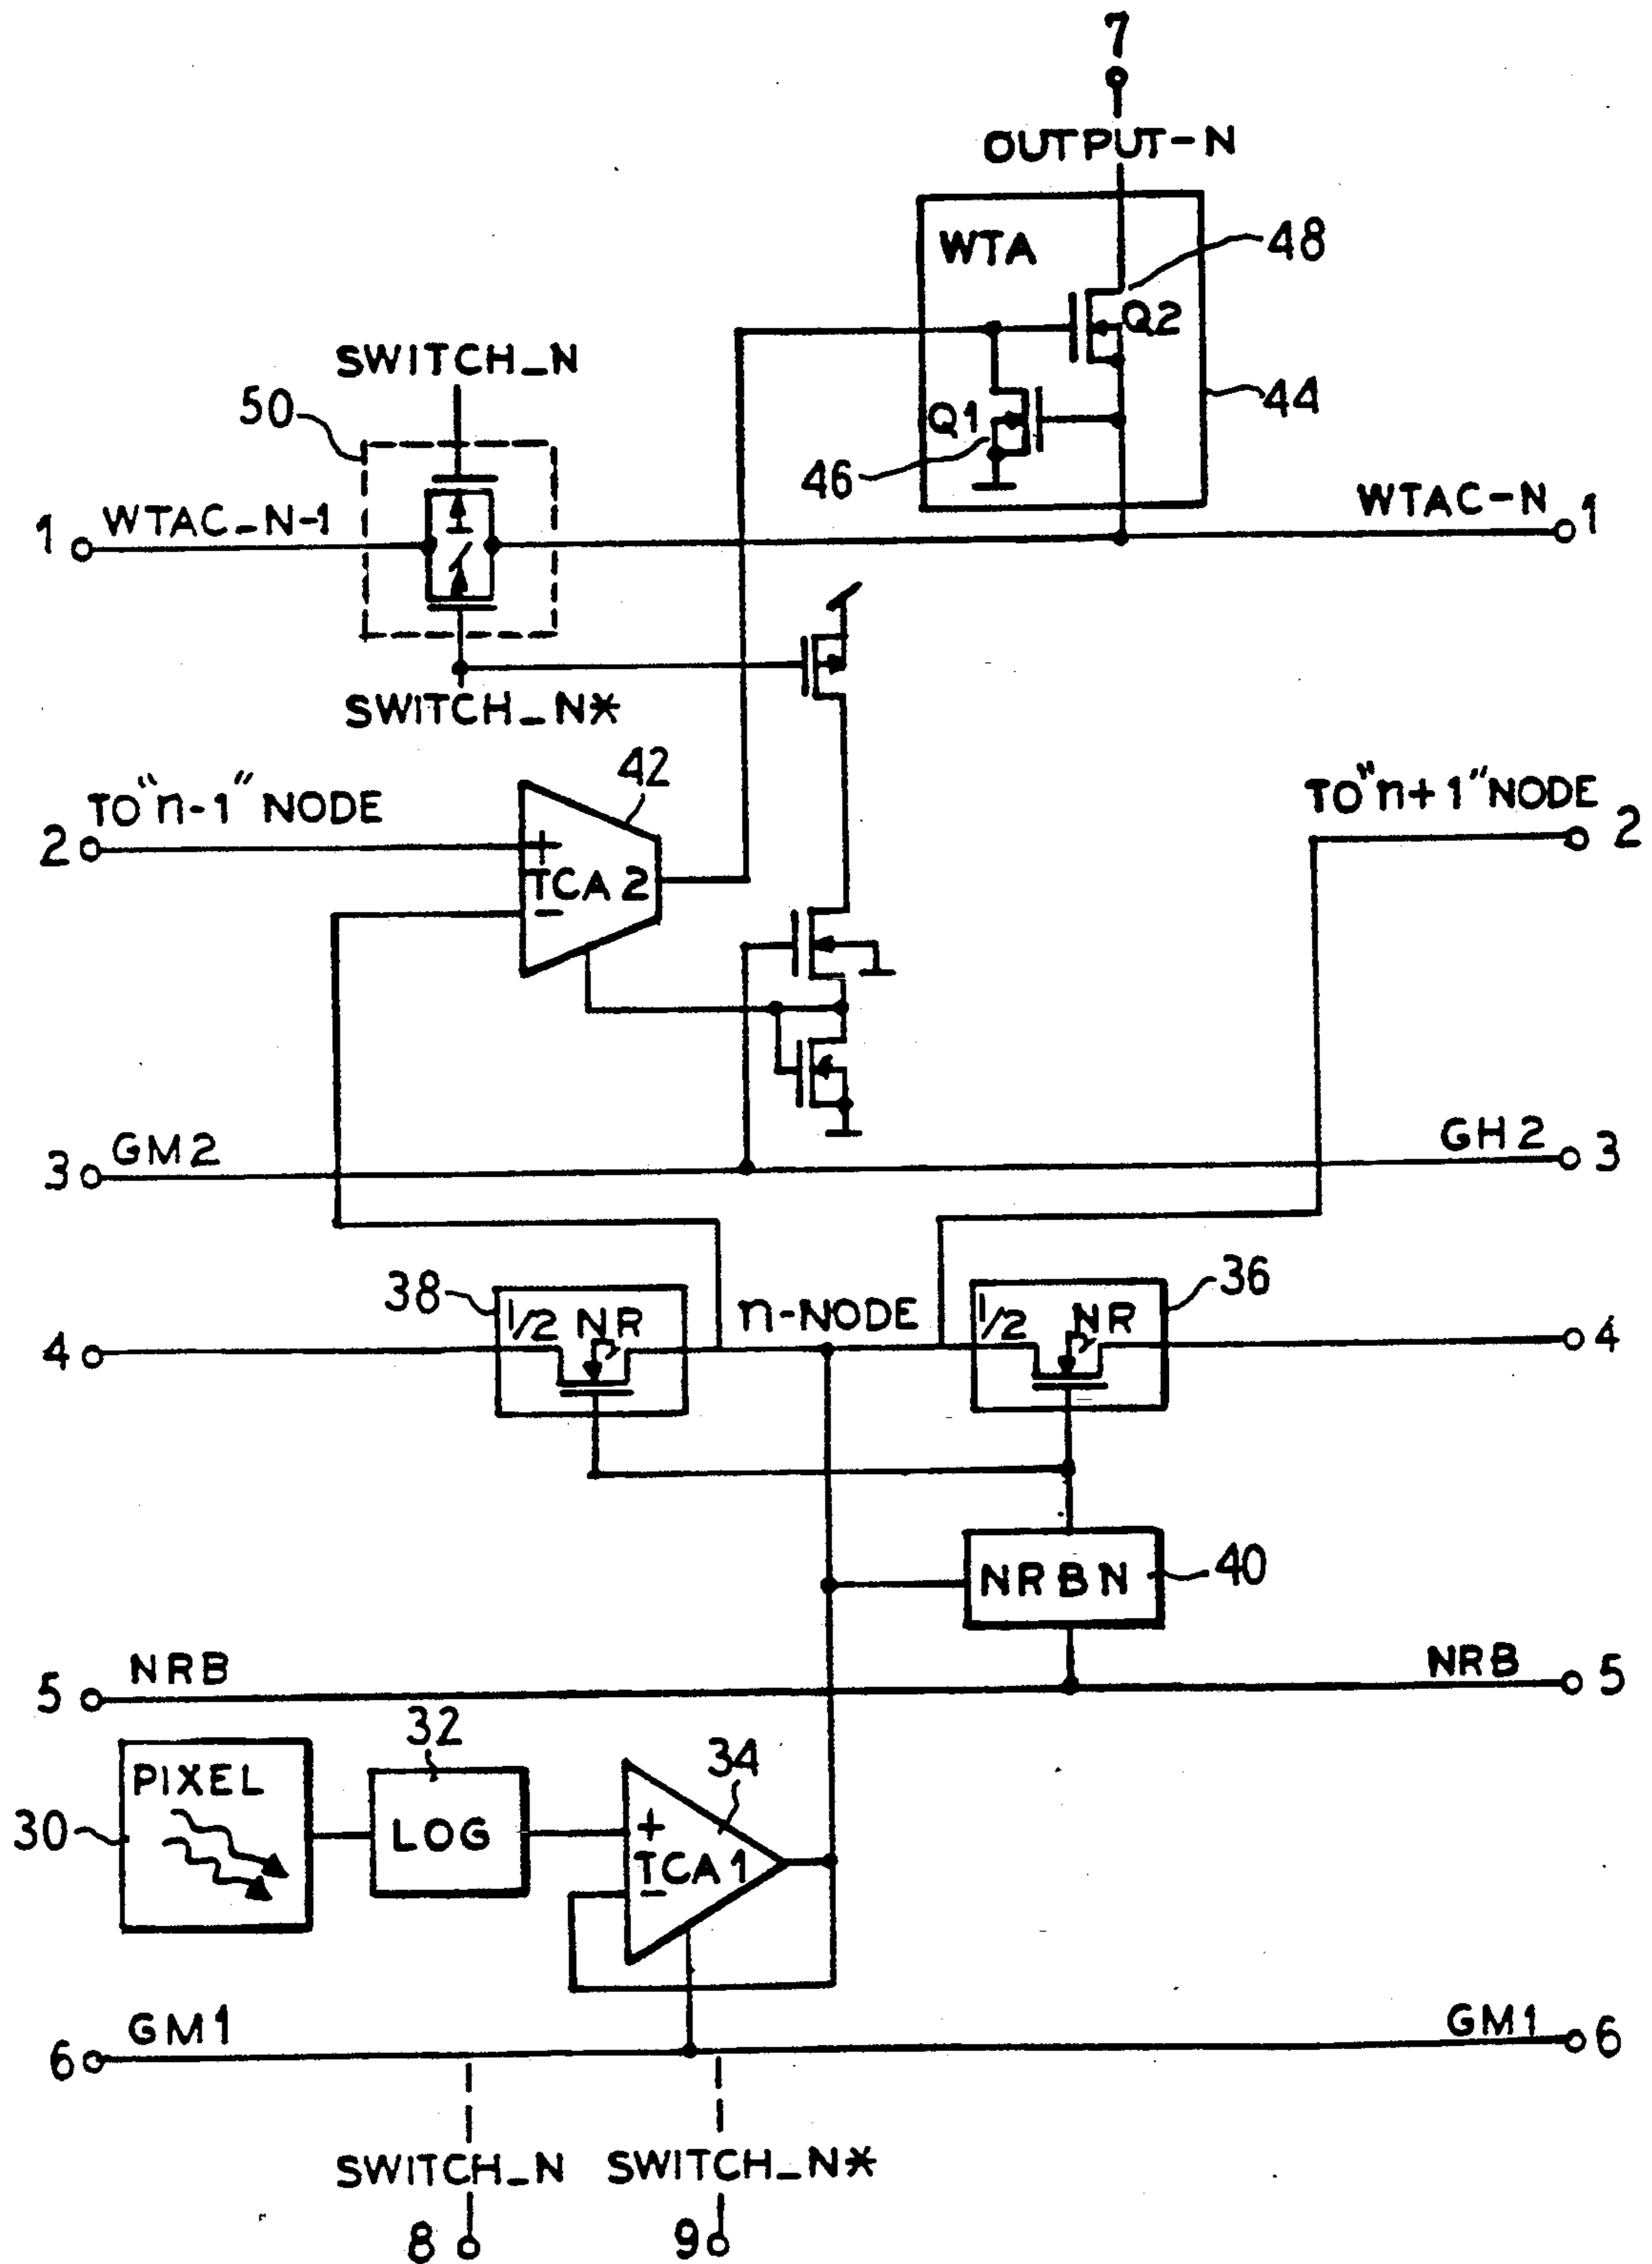 7
OUTPUT-N
WTA
48
Q2
SWITCH_N
50
44
Q1
46
1 WTAC_N-1
WTAC-N 1
SWITCH_N*
42
TO "n-1" NODE
TO "n+1" NODE
2
+
2
TCA 2
-
GM2
GH2
3
3
38
1/2 NR
n-NODE
1/2 NR
36
4
4
NRBN
40
NRB
NRB
5
5
32
34
PIXEL
30
LOG
+
TCA 1
-
GM1
GM1
6
6
SWITCH_N SWITCH_N*
8
9